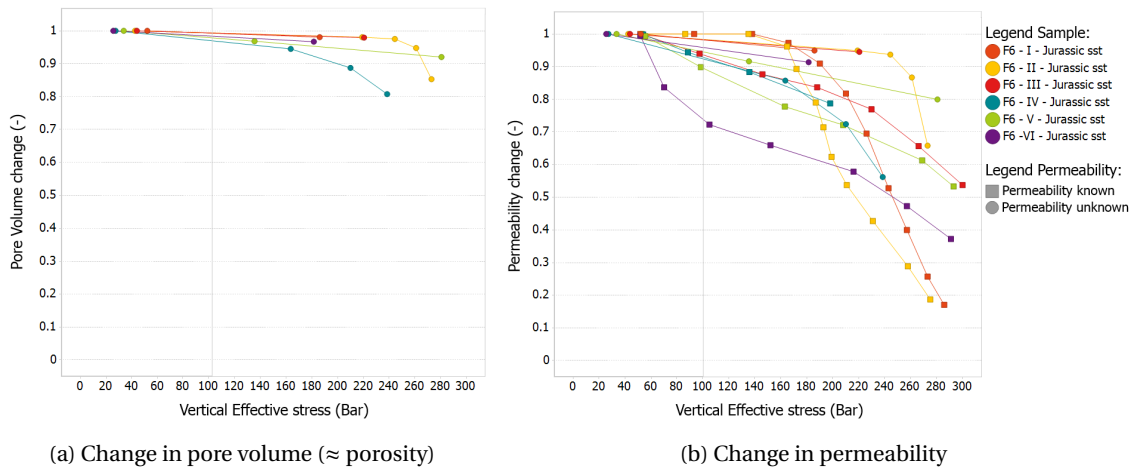 1
0.9
0.8
0.7
0.6
0.5
0.4
0.3
0.2
0.1
0
Pore Volume change (-)
0 20 40 60 80 100 120 140 160 180 200 220 240 260 280 300
Vertical Effective stress (Bar)
(a) Change in pore volume (≈ porosity)
1
0.9
0.8
0.7
0.6
0.5
0.4
0.3
0.2
0.1
0
Permeability change (-)
0 20 40 60 80 100 120 140 160 180 200 220 240 260 280 300
Vertical Effective stress (Bar)
(b) Change in permeability
Legend Sample:
F6 - I - Jurassic sst
F6 - II - Jurassic sst
F6 - III - Jurassic sst
F6 - IV - Jurassic sst
F6 - V - Jurassic sst
F6 -VI - Jurassic sst
Legend Permeability:
Permeability known
Permeability unknown